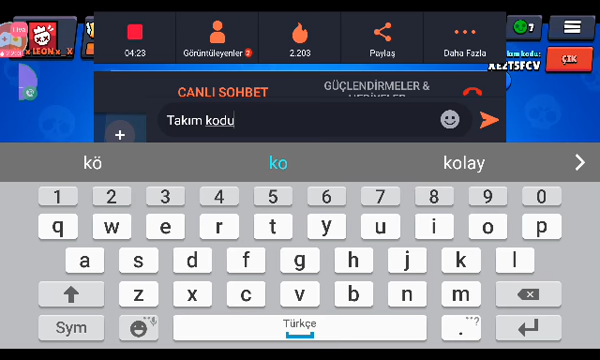 LEON
7
04:23
Görüntüleyenler 2
2.203
Paylaş
Daha Fazla
ÇIK
XEZT5FCV
CANLI SOHBET
GÜÇLENDİRMELER &
Takım kodu
kö
ko
kolay
1 2 3 4 5 6 7 8 9 0
q w e r t y u i o p
a s d f g h j k l
z x c v b n m
Sym
Türkçe
. ?